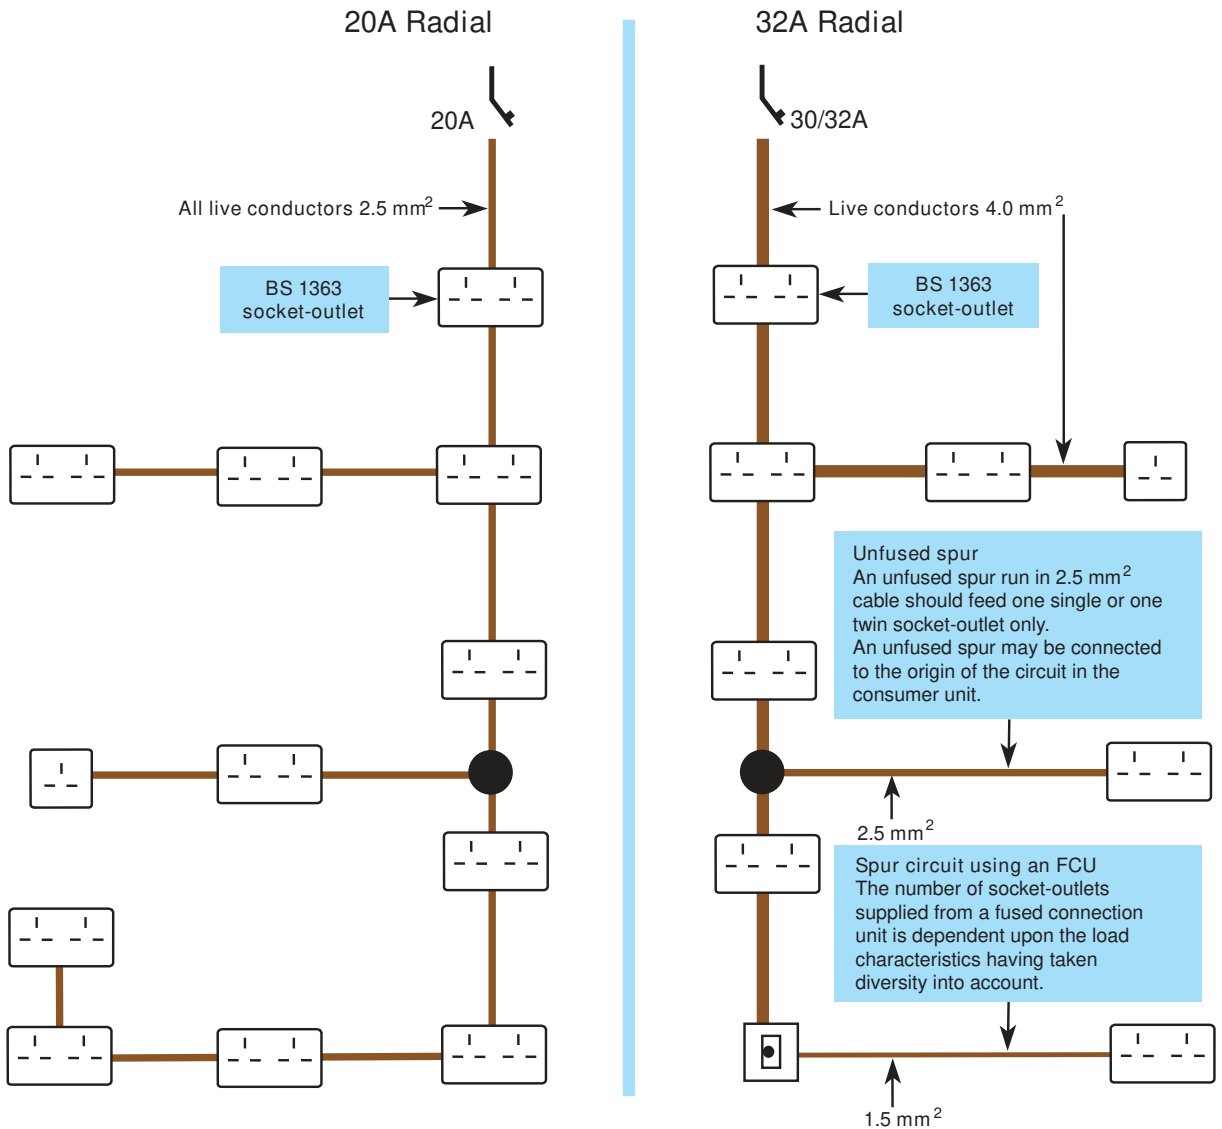 20A Radial
20A
All live conductors 2.5 mm²
BS 1363
socket-outlet
32A Radial
30/32A
Live conductors 4.0 mm²
BS 1363
socket-outlet
Unfused spur
An unfused spur run in 2.5 mm²
cable should feed one single or one
twin socket-outlet only.
An unfused spur may be connected
to the origin of the circuit in the
consumer unit.
2.5 mm²
Spur circuit using an FCU
The number of socket-outlets
supplied from a fused connection
unit is dependent upon the load
characteristics having taken
diversity into account.
1.5 mm²